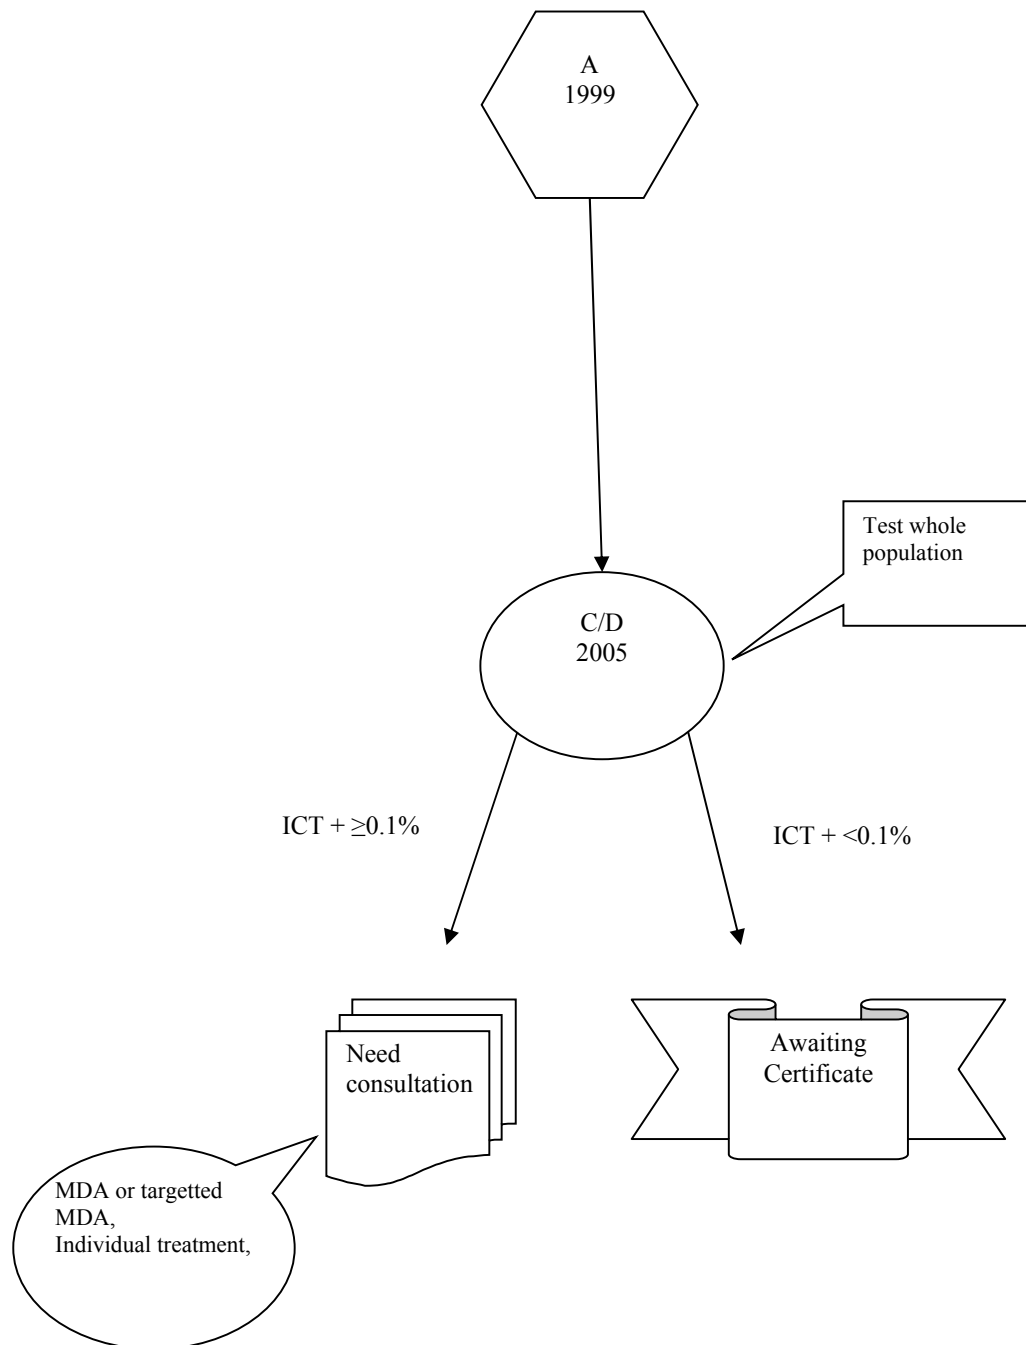 A
1999
Test whole
population
C/D
2005
ICT + ≥0.1%
ICT + <0.1%
Need
consultation
Awaiting
Certificate
MDA or targetted
MDA,
Individual treatment,